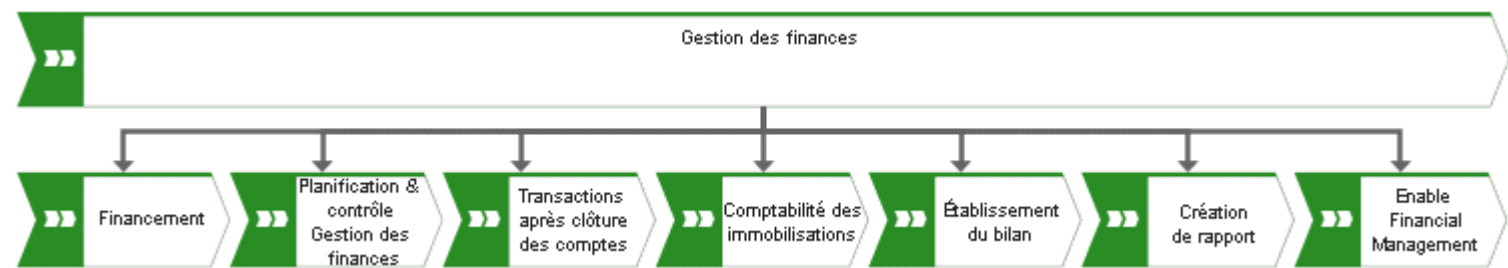 Gestion des finances
Financement
Planification &
contrôle
Gestion des
finances
Transactions
après clôture
des comptes
Comptabilité des
immobilisations
Établissement
du bilan
Création
de rapport
Enable
Financial
Management